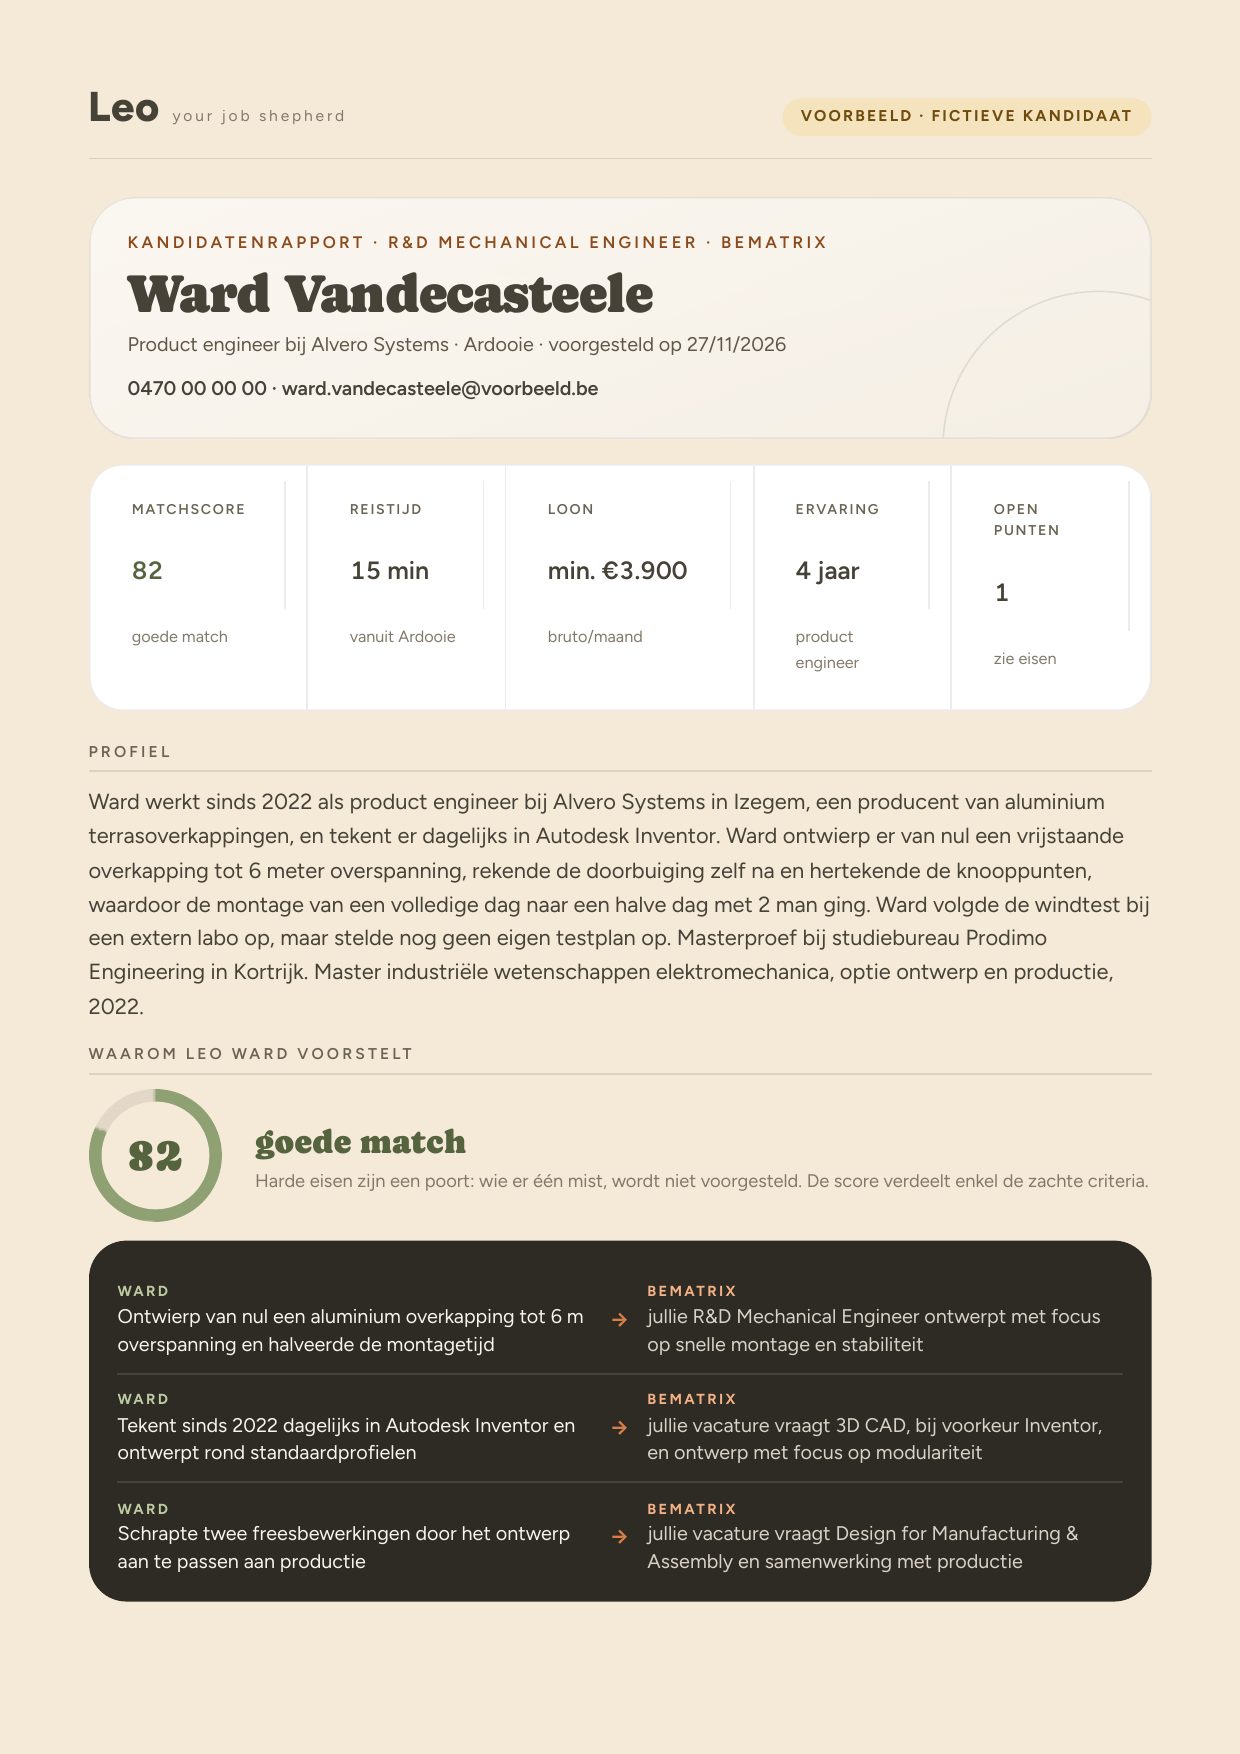 Leo your job shepherd
VOORBEELD · FICTIEVE KANDIDAAT
KANDIDATENRAPPORT · R&D MECHANICAL ENGINEER · BEMATRIX
Ward Vandecasteele
Product engineer bij Alvero Systems · Ardooie · voorgesteld op 27/11/2026
0470 00 00 00 · ward.vandecasteele@voorbeeld.be
MATCHSCORE
82
goede match
REISTIJD
15 min
vanuit Ardooie
LOON
min. €3.900
bruto/maand
ERVARING
4 jaar
product
engineer
OPEN
PUNTEN
1
zie eisen
PROFIEL
Ward werkt sinds 2022 als product engineer bij Alvero Systems in Izegem, een producent van aluminium
terrasoverkappingen, en tekent er dagelijks in Autodesk Inventor. Ward ontwierp er van nul een vrijstaande
overkapping tot 6 meter overspanning, rekende de doorbuiging zelf na en hertekende de knooppunten,
waardoor de montage van een volledige dag naar een halve dag met 2 man ging. Ward volgde de windtest bij
een extern labo op, maar stelde nog geen eigen testplan op. Masterproef bij studiebureau Prodimo
Engineering in Kortrijk. Master industriële wetenschappen elektromechanica, optie ontwerp en productie,
2022.
WAAROM LEO WARD VOORSTELT
82
goede match
Harde eisen zijn een poort: wie er één mist, wordt niet voorgesteld. De score verdeelt enkel de zachte criteria.
WARD
Ontwierp van nul een aluminium overkapping tot 6 m
overspanning en halveerde de montagetijd
→
BEMATRIX
jullie R&D Mechanical Engineer ontwerpt met focus
op snelle montage en stabiliteit
WARD
Tekent sinds 2022 dagelijks in Autodesk Inventor en
ontwerpt rond standaardprofielen
→
BEMATRIX
jullie vacature vraagt 3D CAD, bij voorkeur Inventor,
en ontwerp met focus op modulariteit
WARD
Schrapte twee freesbewerkingen door het ontwerp
aan te passen aan productie
→
BEMATRIX
jullie vacature vraagt Design for Manufacturing &
Assembly en samenwerking met productie